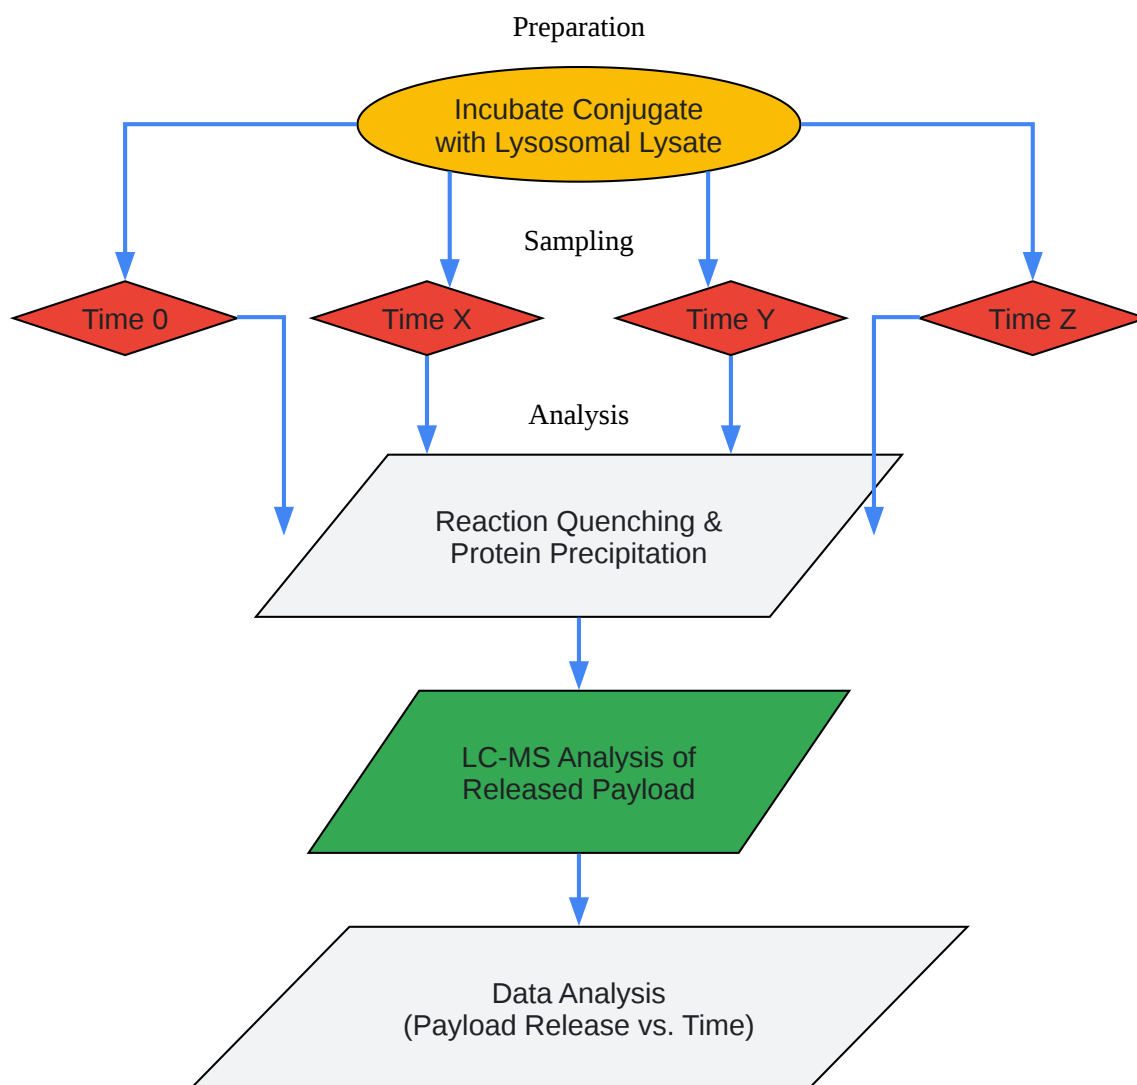 Preparation
Incubate Conjugate
with Lysosomal Lysate
Sampling
Time 0
Time X
Time Y
Time Z
Analysis
Reaction Quenching &
Protein Precipitation
LC-MS Analysis of
Released Payload
Data Analysis
(Payload Release vs. Time)